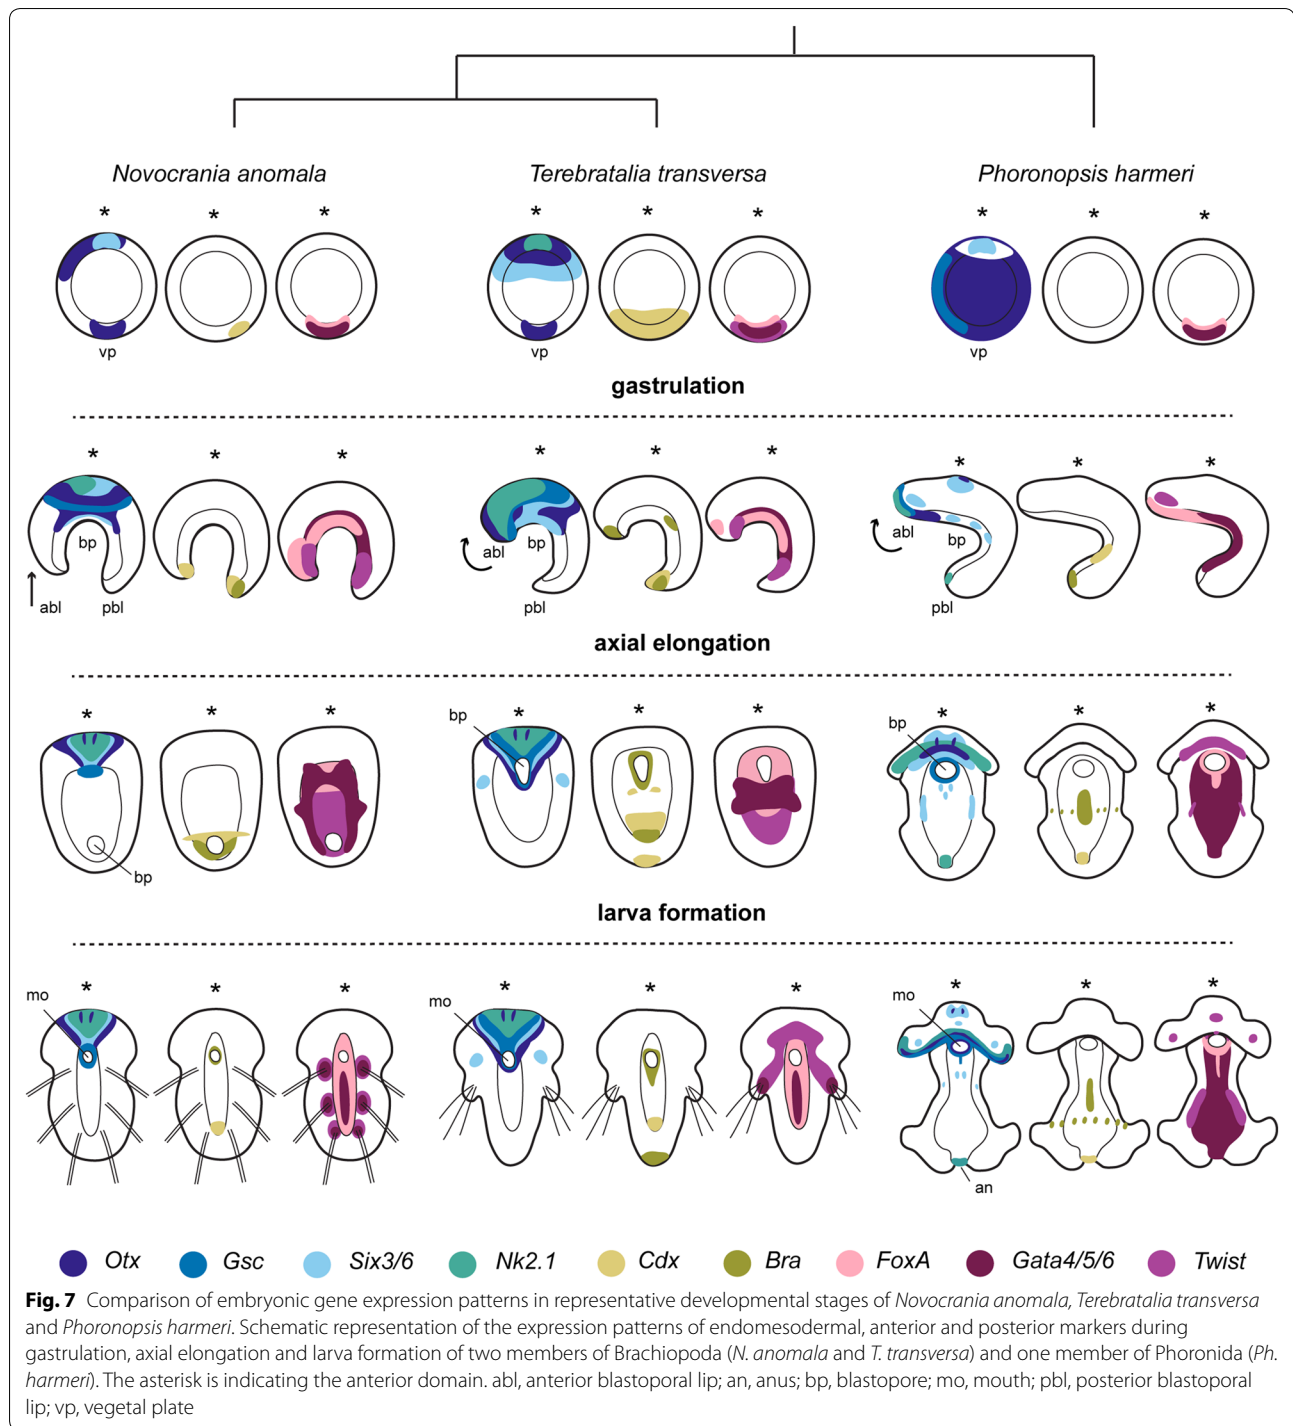 Novocrania anomala
Terebratalia transversa
Phoronopsis harmeri
* * * * * * * * *
vp vp vp
gastrulation
* * * * * * * * *
bp abl pbl
abl bp pbl
abl bp pbl
axial elongation
* * * * * * * * *
bp
bp
bp
larva formation
* * * * * * * * *
mo
mo
mo
an
Otx Gsc Six3/6 Nk2.1 Cdx Bra FoxA Gata4/5/6 Twist
Fig. 7 Comparison of embryonic gene expression patterns in representative developmental stages of Novocrania anomala, Terebratalia transversa
and Phoronopsis harmeri. Schematic representation of the expression patterns of endomesodermal, anterior and posterior markers during
gastrulation, axial elongation and larva formation of two members of Brachiopoda (N. anomala and T. transversa) and one member of Phoronida (Ph.
harmeri). The asterisk is indicating the anterior domain. abl, anterior blastoporal lip; an, anus; bp, blastopore; mo, mouth; pbl, posterior blastoporal
lip; vp, vegetal plate